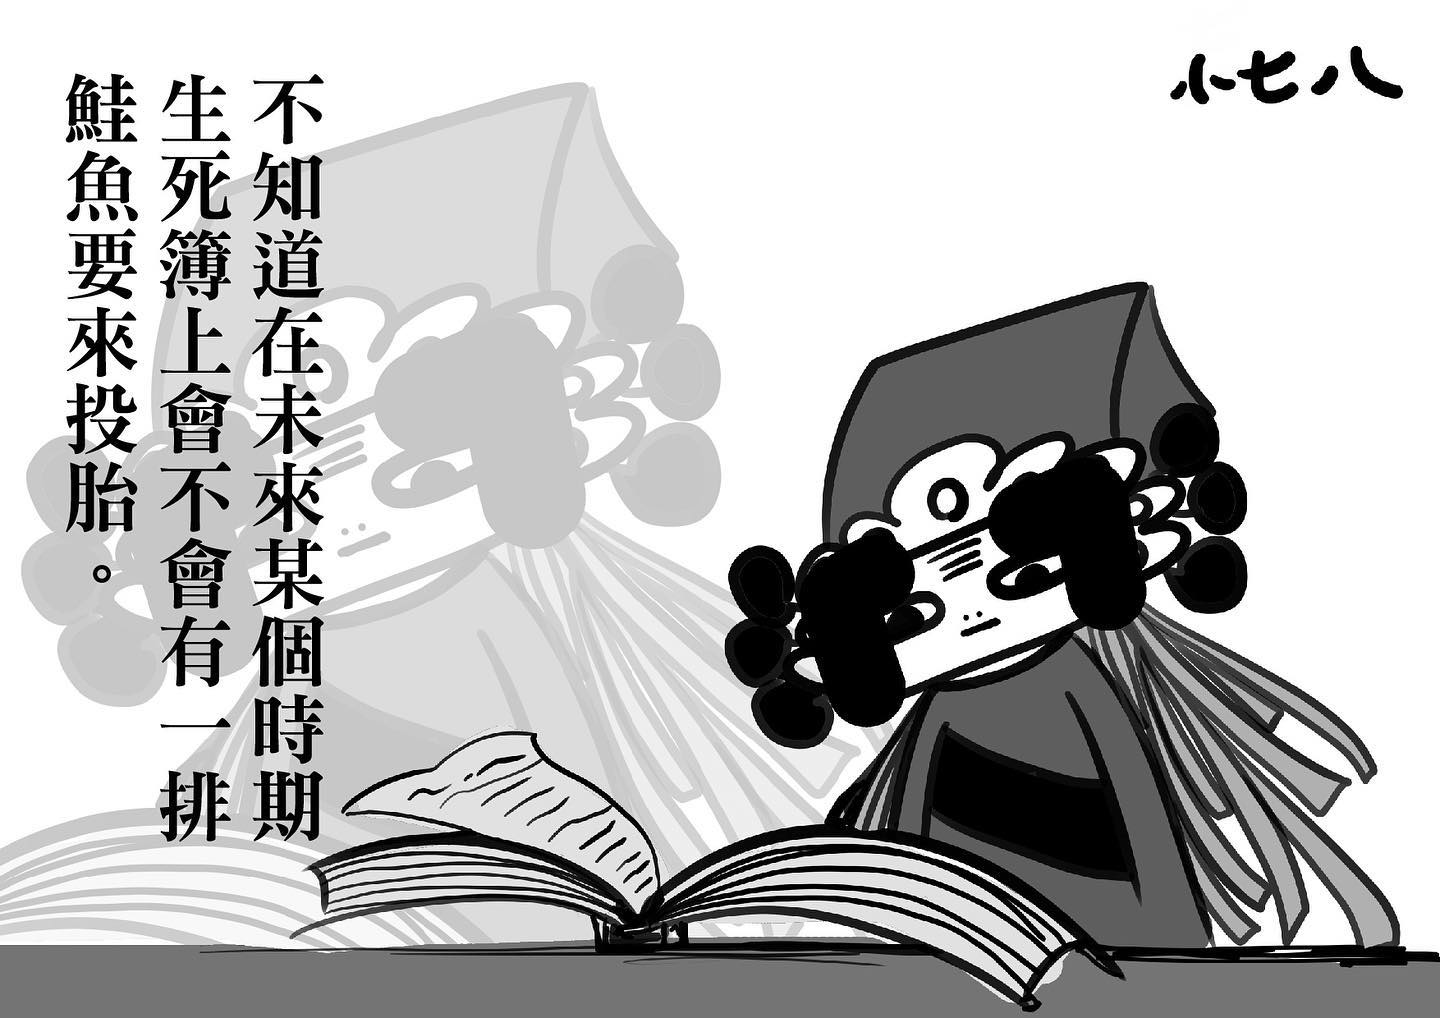 小七八
不知道在未來某個時期
生死簿上會不會有一排
鮭魚要來投胎。